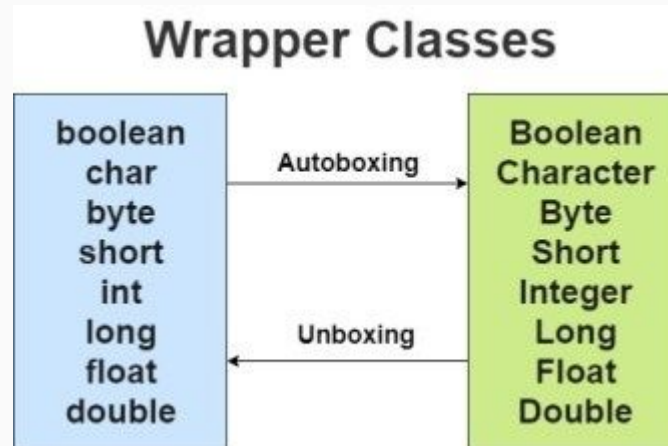 Wrapper Classes
boolean
char
byte
short
int
long
float
double
Autoboxing
Unboxing
Boolean
Character
Byte
Short
Integer
Long
Float
Double